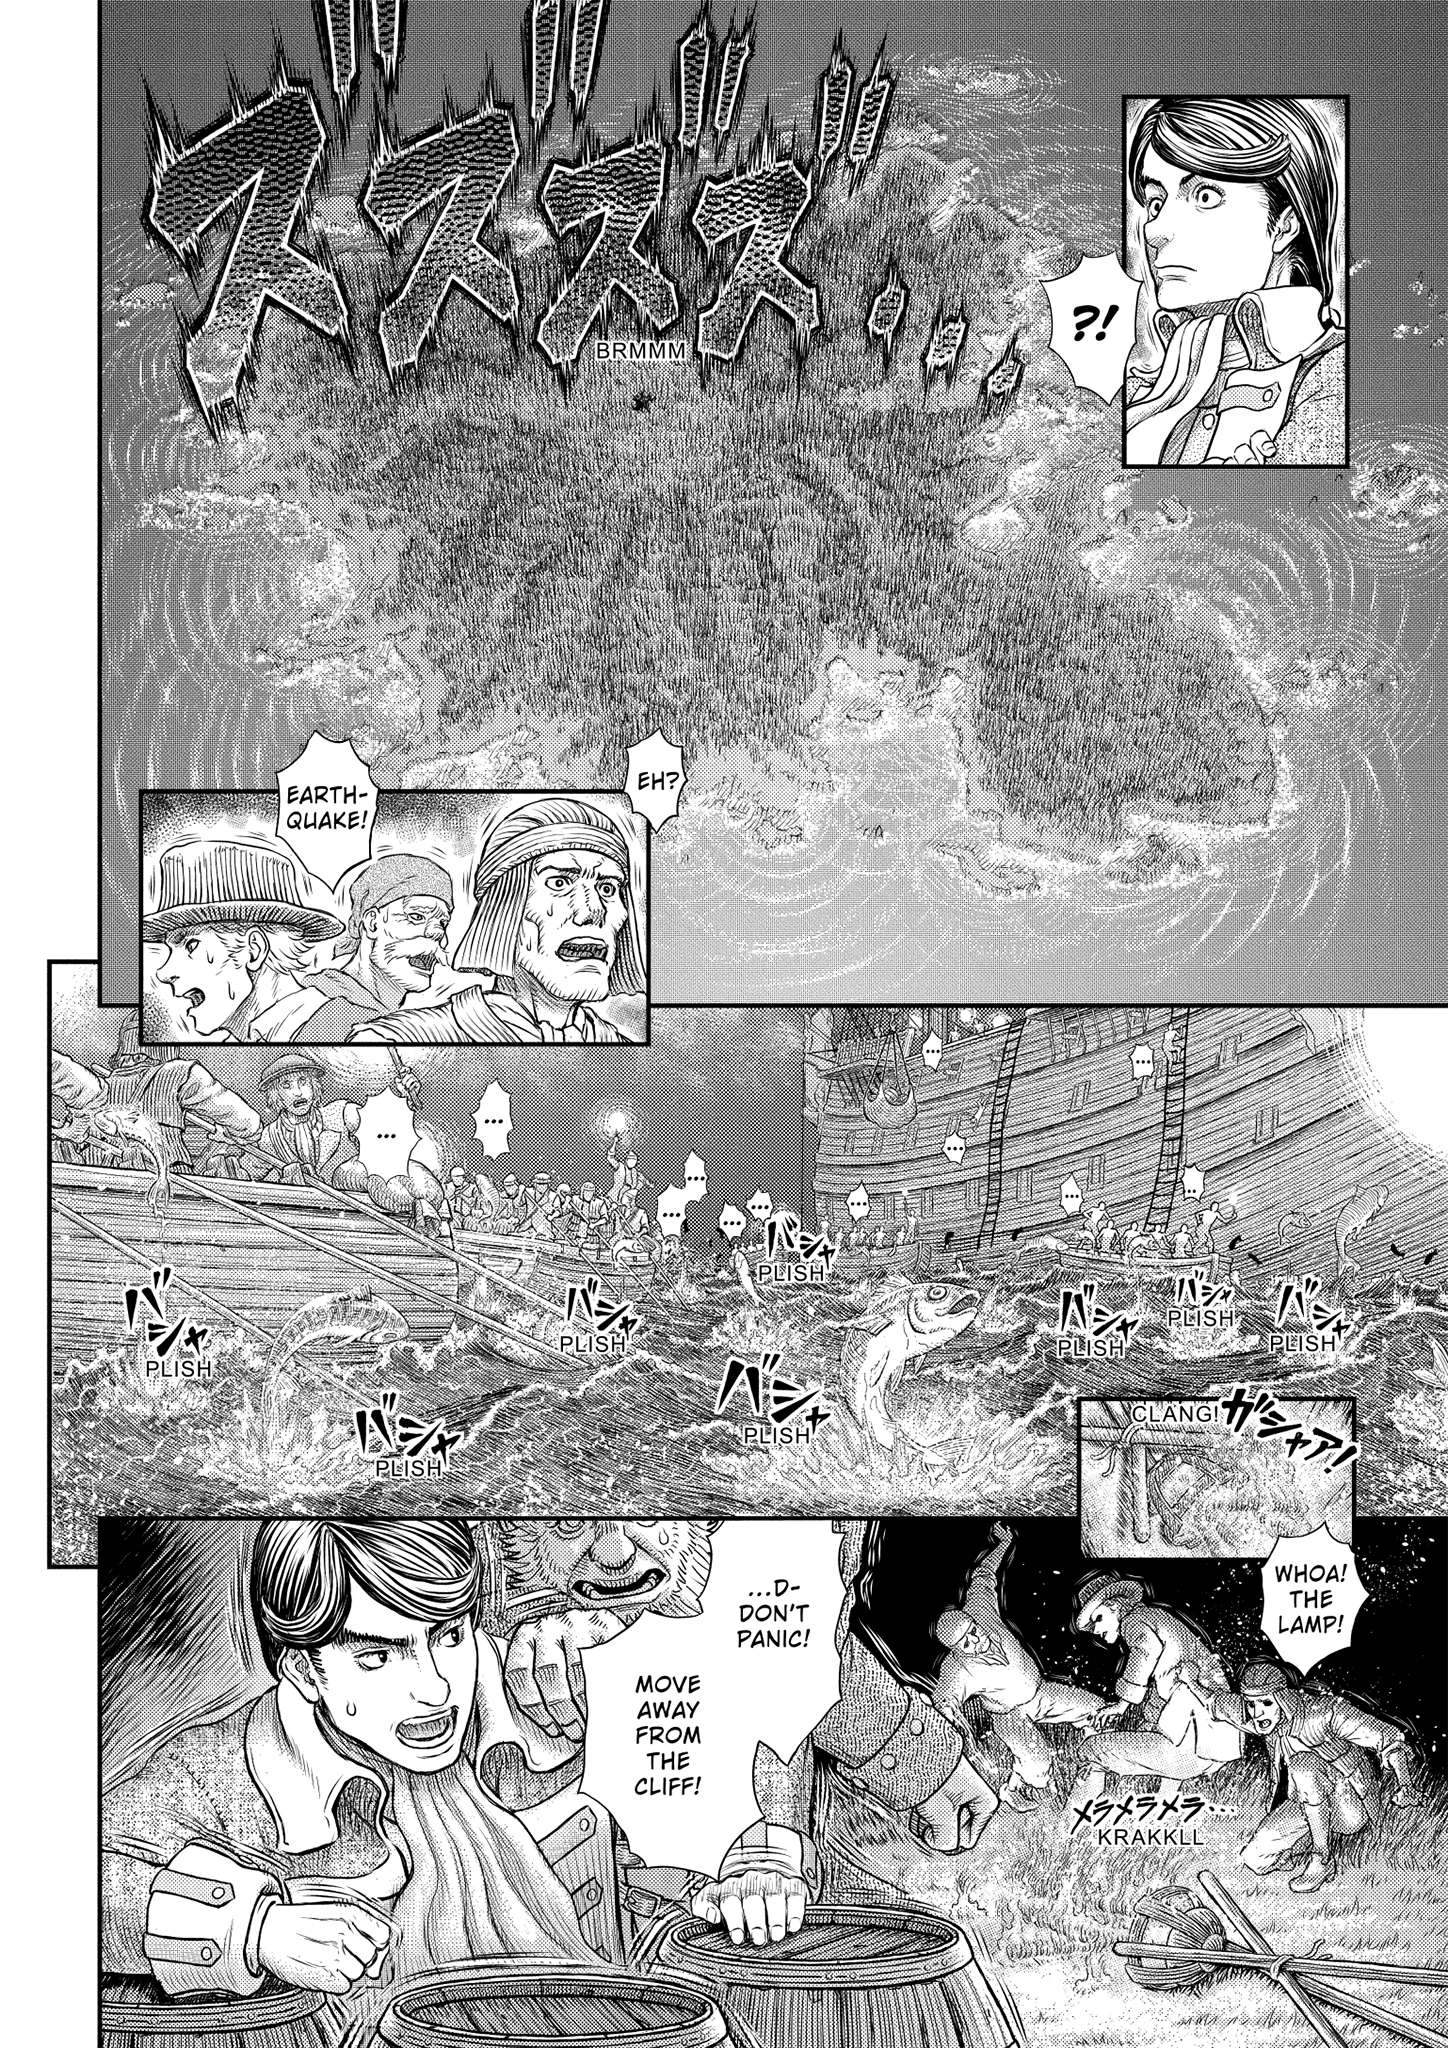 ズズズズ…
BRMMM
?!
EH?
EARTH-
QUAKE!
...
...
...
...
...
...
...
...
...
...
バシャ
PLISH
バシャ
PLISH
バシャ
PLISH
バシャ
PLISH
バシャ
PLISH
バシャ
PLISH
バシャ
PLISH
バシャ
PLISH
CLANG!
ガシャア!
WHOA!
THE
LAMP!
メラメラメラ…
KRAKKLL
...D-
DON'T
PANIC!
MOVE
AWAY
FROM
THE
CLIFF!